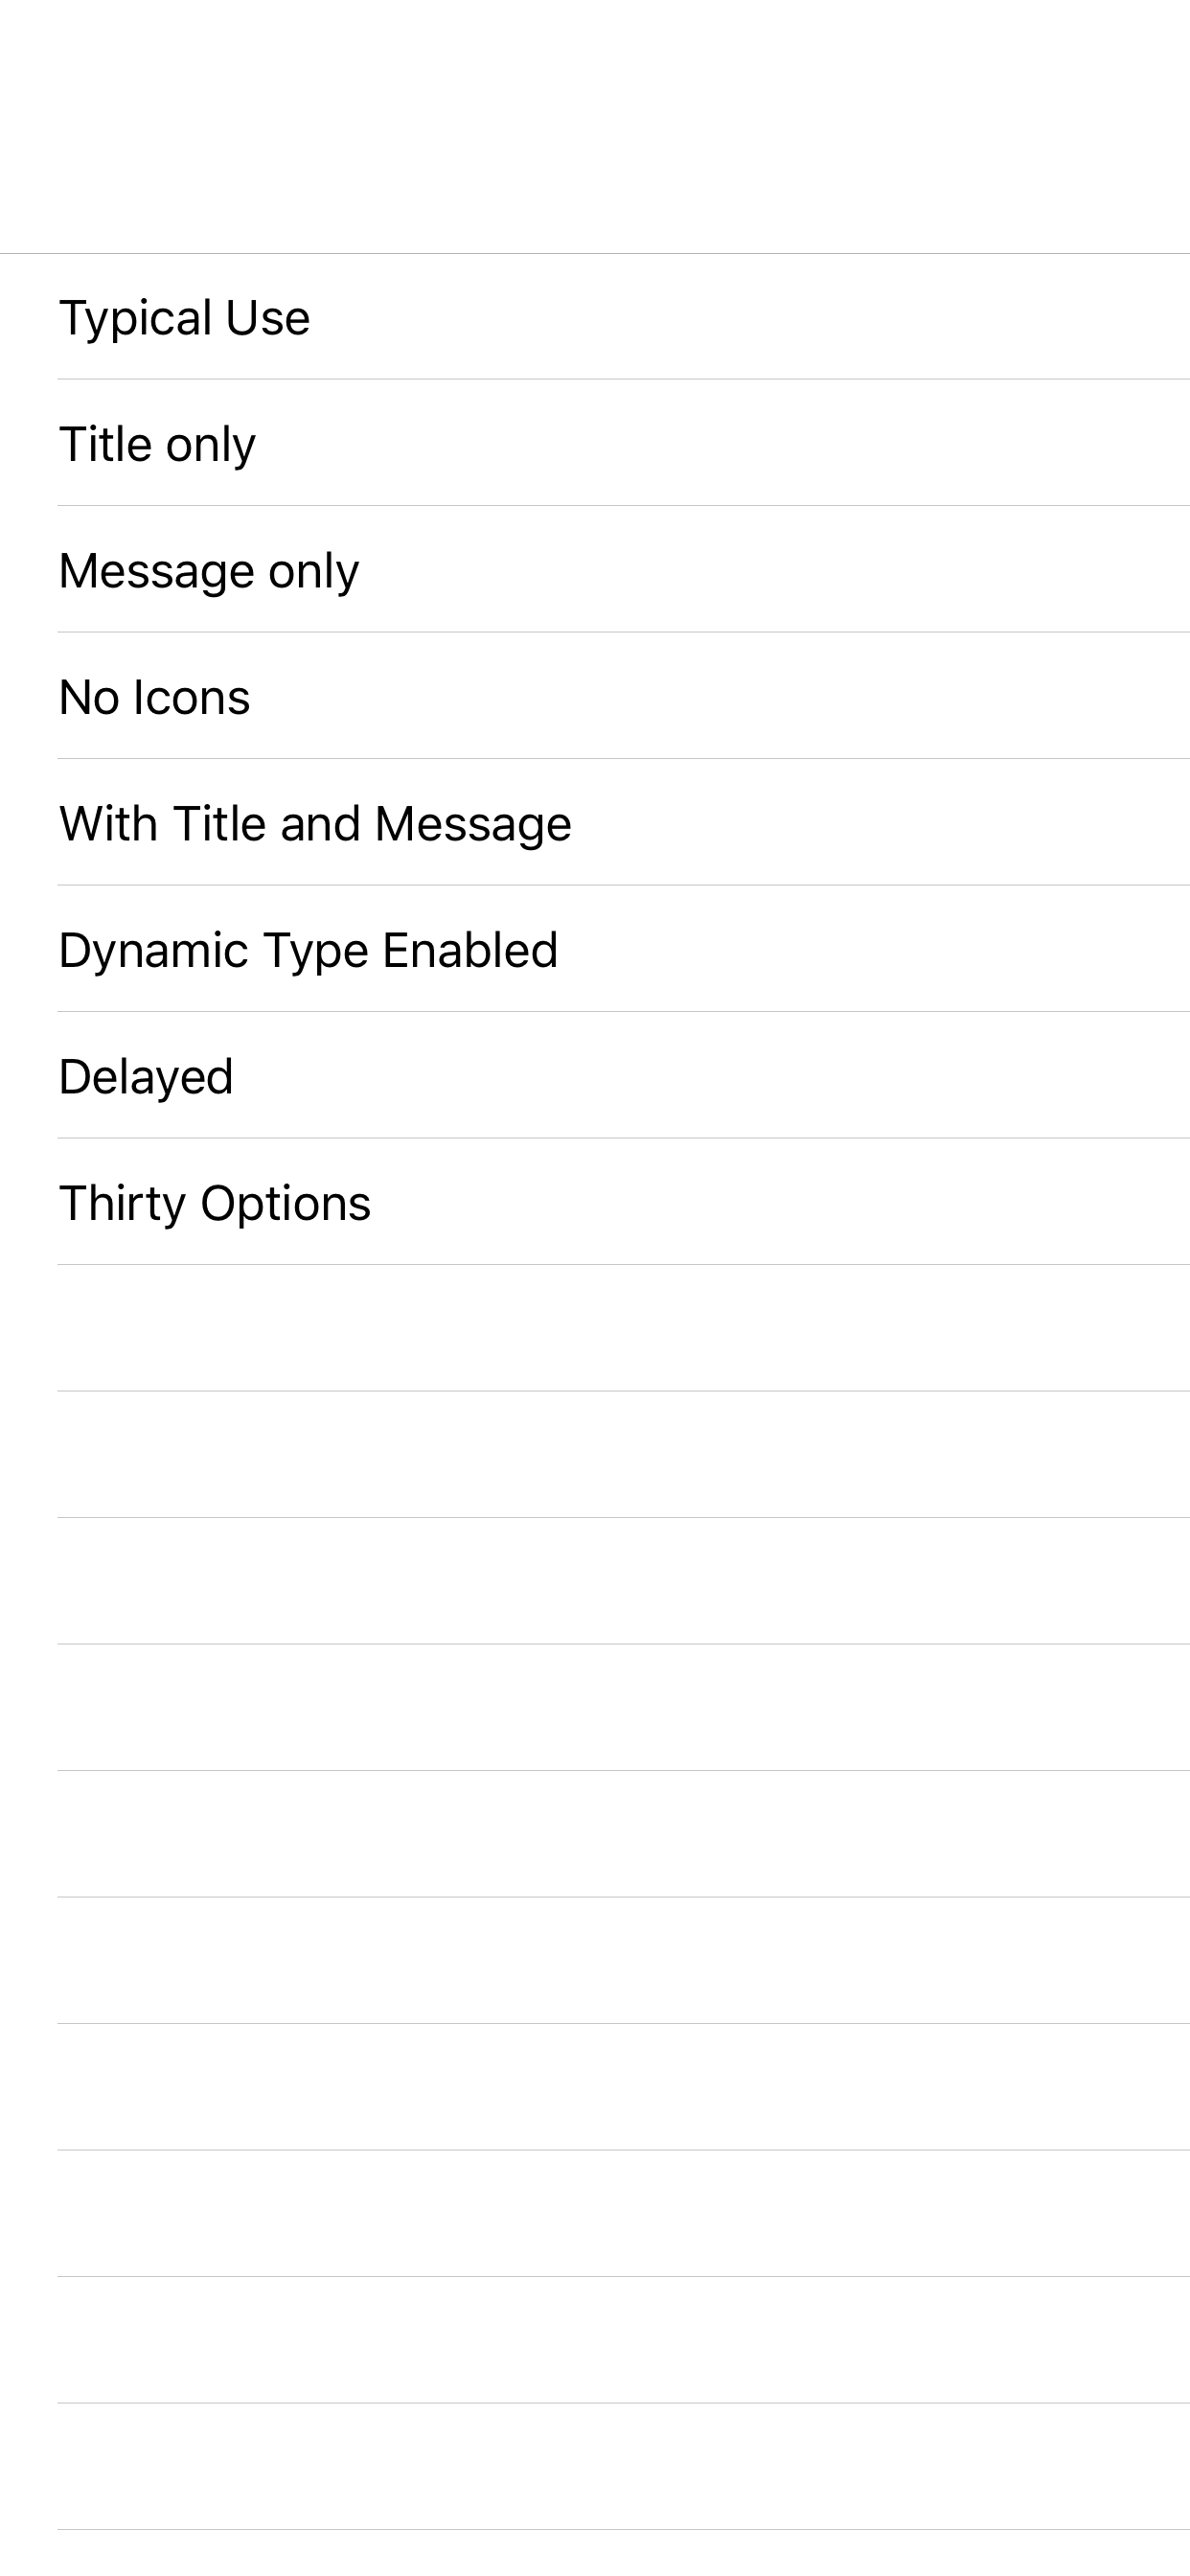 Typical Use
Title only
Message only
No Icons
With Title and Message
Dynamic Type Enabled
Delayed
Thirty Options